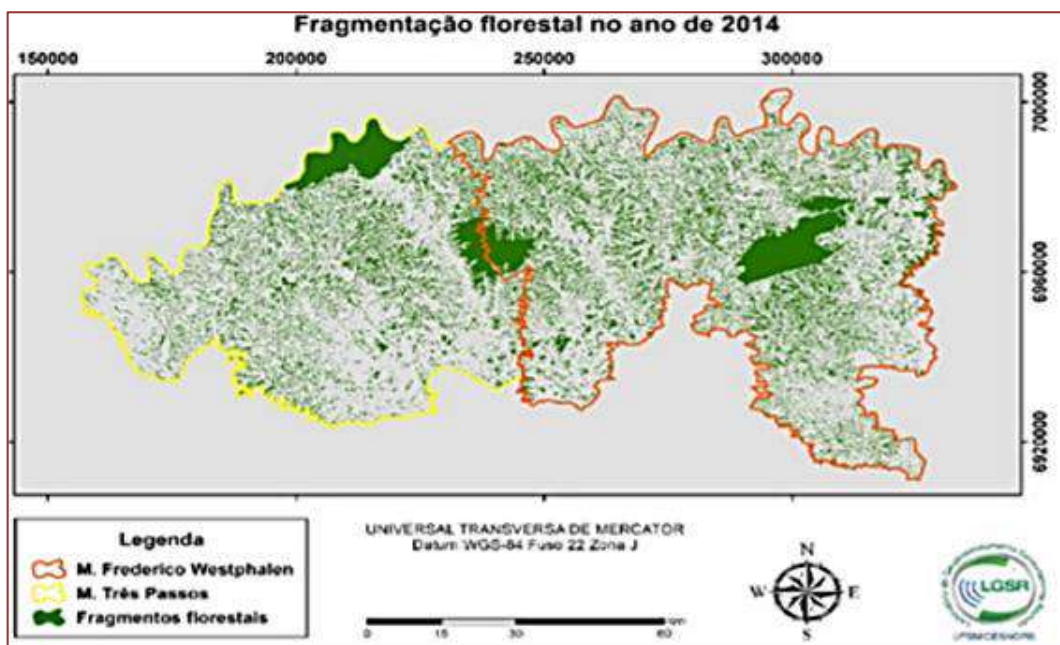 Fragmentação florestal no ano de 2014
150000 200000 250000 300000
7000000
6960000
6920000
Legenda
M. Frederico Westphalen
M. Três Passos
Fragmentos florestais
UNIVERSAL TRANSVERSA DE MERCATOR
Datum WGS-84 Fuso 22 Zona J
0 15 30 60 km
N
W E
S
LGSR